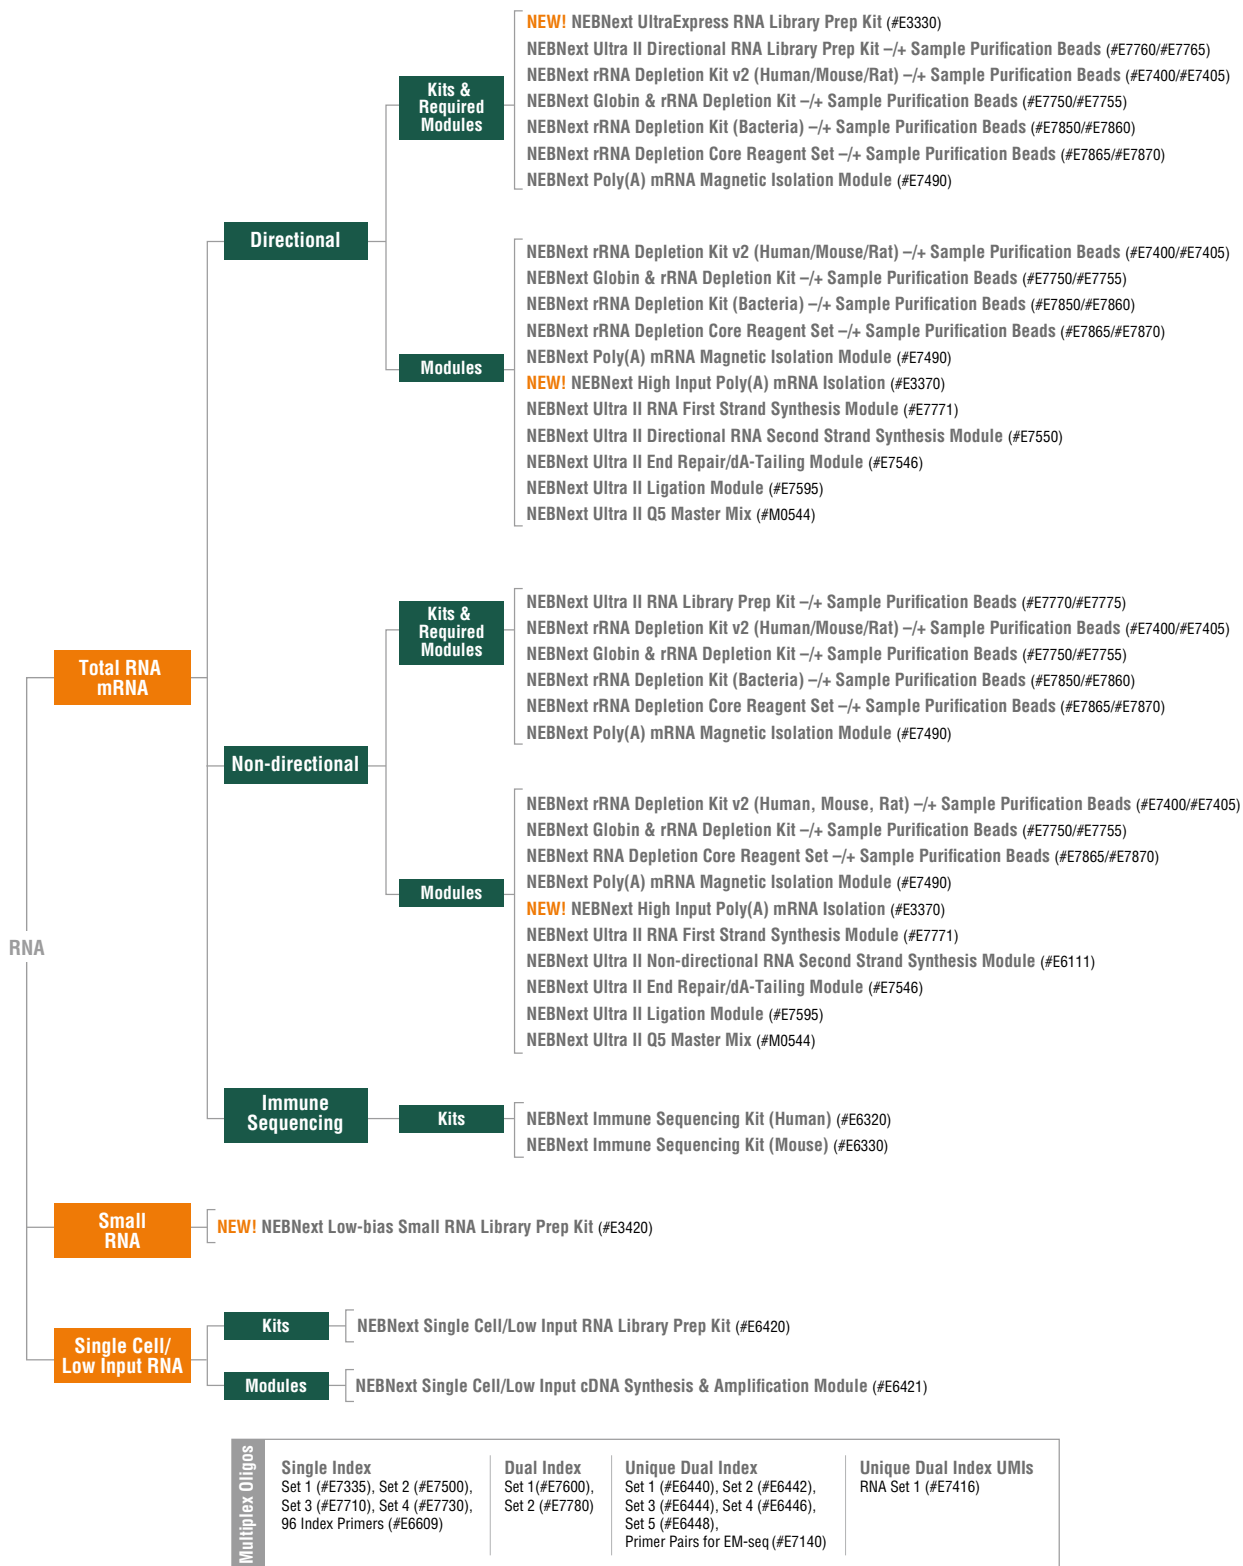 NEW! NEBNext UltraExpress RNA Library Prep Kit (#E3330)
NEBNext Ultra II Directional RNA Library Prep Kit –/+ Sample Purification Beads (#E7760/#E7765)
NEBNext rRNA Depletion Kit v2 (Human/Mouse/Rat) –/+ Sample Purification Beads (#E7400/#E7405)
NEBNext Globin & rRNA Depletion Kit –/+ Sample Purification Beads (#E7750/#E7755)
NEBNext rRNA Depletion Kit (Bacteria) –/+ Sample Purification Beads (#E7850/#E7860)
NEBNext rRNA Depletion Core Reagent Set –/+ Sample Purification Beads (#E7865/#E7870)
NEBNext Poly(A) mRNA Magnetic Isolation Module (#E7490)
Kits &
Required
Modules
Directional
NEBNext rRNA Depletion Kit v2 (Human/Mouse/Rat) –/+ Sample Purification Beads (#E7400/#E7405)
NEBNext Globin & rRNA Depletion Kit –/+ Sample Purification Beads (#E7750/#E7755)
NEBNext rRNA Depletion Kit (Bacteria) –/+ Sample Purification Beads (#E7850/#E7860)
NEBNext rRNA Depletion Core Reagent Set –/+ Sample Purification Beads (#E7865/#E7870)
NEBNext Poly(A) mRNA Magnetic Isolation Module (#E7490)
Modules
NEW! NEBNext High Input Poly(A) mRNA Isolation (#E3370)
NEBNext Ultra II RNA First Strand Synthesis Module (#E7771)
NEBNext Ultra II Directional RNA Second Strand Synthesis Module (#E7550)
NEBNext Ultra II End Repair/dA-Tailing Module (#E7546)
NEBNext Ultra II Ligation Module (#E7595)
NEBNext Ultra II Q5 Master Mix (#M0544)
Kits &
Required
Modules
NEBNext Ultra II RNA Library Prep Kit –/+ Sample Purification Beads (#E7770/#E7775)
NEBNext rRNA Depletion Kit v2 (Human/Mouse/Rat) –/+ Sample Purification Beads (#E7400/#E7405)
NEBNext Globin & rRNA Depletion Kit –/+ Sample Purification Beads (#E7750/#E7755)
NEBNext rRNA Depletion Kit (Bacteria) –/+ Sample Purification Beads (#E7850/#E7860)
NEBNext rRNA Depletion Core Reagent Set –/+ Sample Purification Beads (#E7865/#E7870)
NEBNext Poly(A) mRNA Magnetic Isolation Module (#E7490)
Total RNA
mRNA
Non-directional
NEBNext rRNA Depletion Kit v2 (Human, Mouse, Rat) –/+ Sample Purification Beads (#E7400/#E7405)
NEBNext Globin & rRNA Depletion Kit –/+ Sample Purification Beads (#E7750/#E7755)
NEBNext RNA Depletion Core Reagent Set –/+ Sample Purification Beads (#E7865/#E7870)
NEBNext Poly(A) mRNA Magnetic Isolation Module (#E7490)
Modules
NEW! NEBNext High Input Poly(A) mRNA Isolation (#E3370)
NEBNext Ultra II RNA First Strand Synthesis Module (#E7771)
NEBNext Ultra II Non-directional RNA Second Strand Synthesis Module (#E6111)
NEBNext Ultra II End Repair/dA-Tailing Module (#E7546)
NEBNext Ultra II Ligation Module (#E7595)
NEBNext Ultra II Q5 Master Mix (#M0544)
RNA
Immune
Sequencing
Kits
NEBNext Immune Sequencing Kit (Human) (#E6320)
NEBNext Immune Sequencing Kit (Mouse) (#E6330)
Small
RNA
NEW! NEBNext Low-bias Small RNA Library Prep Kit (#E3420)
Single Cell/
Low Input RNA
Kits
NEBNext Single Cell/Low Input RNA Library Prep Kit (#E6420)
Modules
NEBNext Single Cell/Low Input cDNA Synthesis & Amplification Module (#E6421)
Multiplex Oligos
Single Index
Set 1 (#E7335), Set 2 (#E7500),
Set 3 (#E7710), Set 4 (#E7730),
96 Index Primers (#E6609)
Dual Index
Set 1(#E7600),
Set 2 (#E7780)
Unique Dual Index
Set 1 (#E6440), Set 2 (#E6442),
Set 3 (#E6444), Set 4 (#E6446),
Set 5 (#E6448),
Primer Pairs for EM-seq (#E7140)
Unique Dual Index UMIs
RNA Set 1 (#E7416)